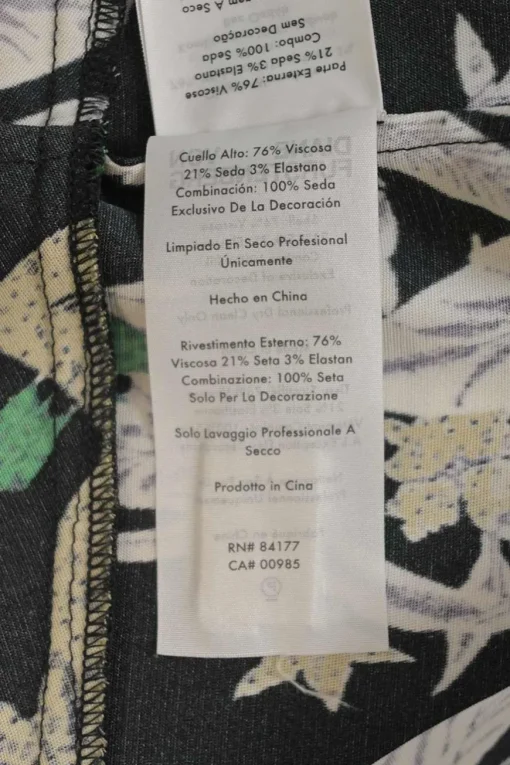 Parte Externa: 76% Viscose
21% Seda 3% Elastano
Combo: 100% Seda
Sem Decoração
A Seco
Cuello Alto: 76% Viscosa
21% Seda 3% Elastano
Combinación: 100% Seda
Exclusivo De La Decoración
Limpiado En Seco Profesional
Únicamente
Hecho en China
Rivestimento Esterno: 76%
Viscosa 21% Seta 3% Elastan
Combinazione: 100% Seta
Solo Per La Decorazione
Solo Lavaggio Professionale A
Secco
Prodotto in Cina
RN# 84177
CA# 00985